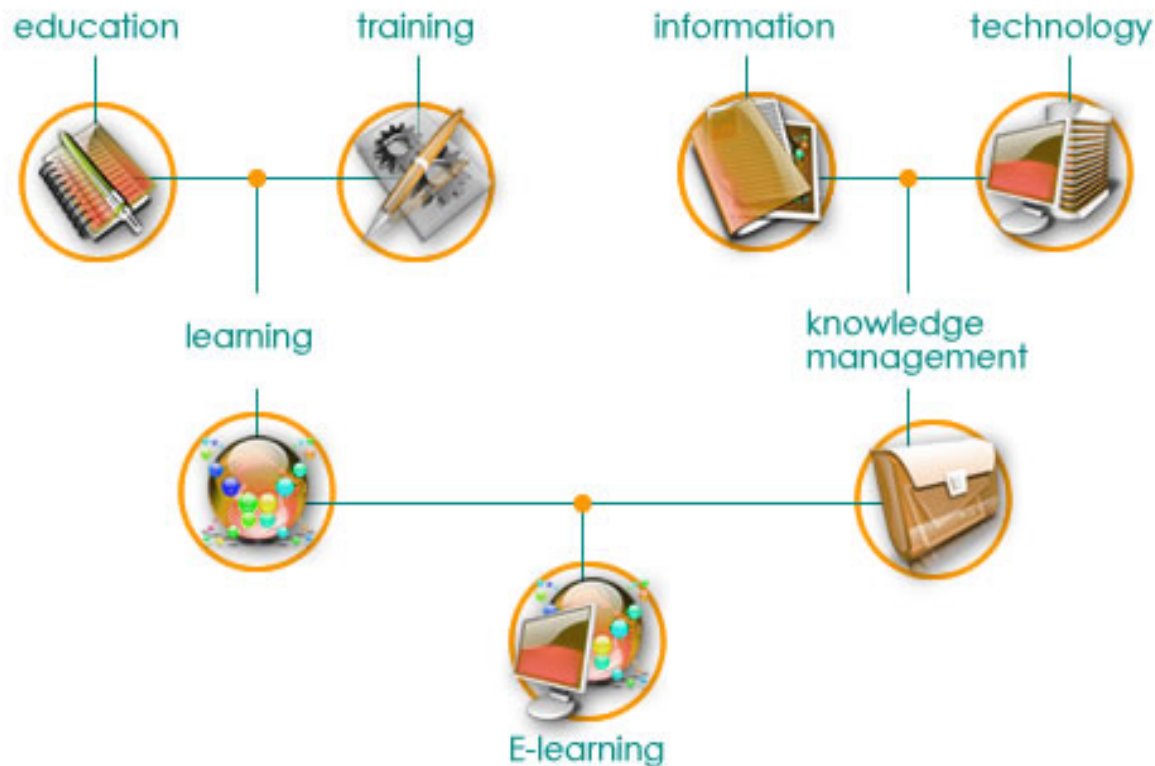 education
training
information
technology
learning
knowledge
management
E-learning